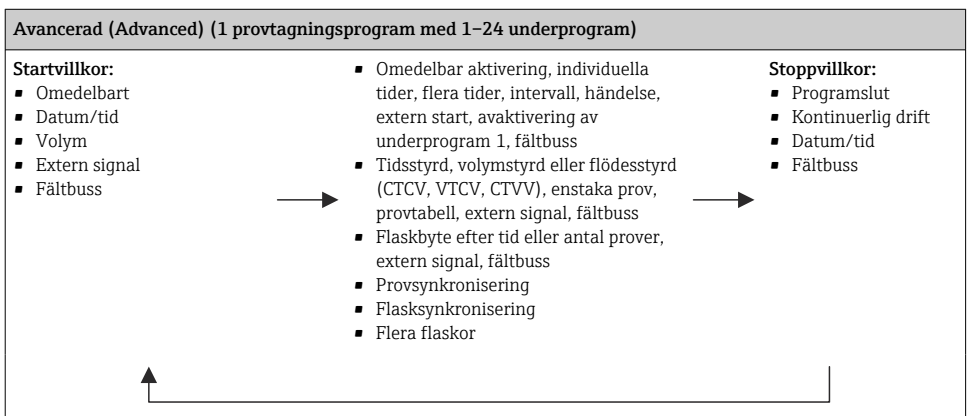 Avancerad (Advanced) (1 provtagningsprogram med 1–24 underprogram)
Startvillkor:
▪ Omedelbart
▪ Datum/tid
▪ Volym
▪ Extern signal
▪ Fältbuss
▪ Omedelbar aktivering, individuella
tider, flera tider, intervall, händelse,
extern start, avaktivering av
underprogram 1, fältbuss
▪ Tidsstyrd, volymstyrd eller flödesstyrd
(CTCV, VTCV, CTVV), enstaka prov,
provtabell, extern signal, fältbuss
▪ Flaskbyte efter tid eller antal prover,
extern signal, fältbuss
▪ Provsynkronisering
▪ Flasksynkronisering
▪ Flera flaskor
Stoppvillkor:
▪ Programslut
▪ Kontinuerlig drift
▪ Datum/tid
▪ Fältbuss